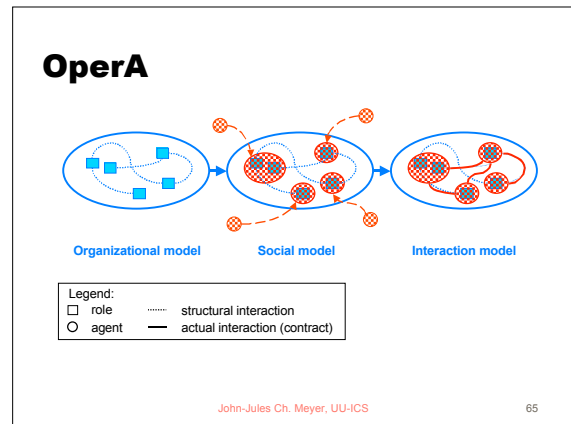 OperA
Organizational model Social model Interaction model
Legend:
role structural interaction
agent actual interaction (contract)
John-Jules Ch. Meyer, UU-ICS 65